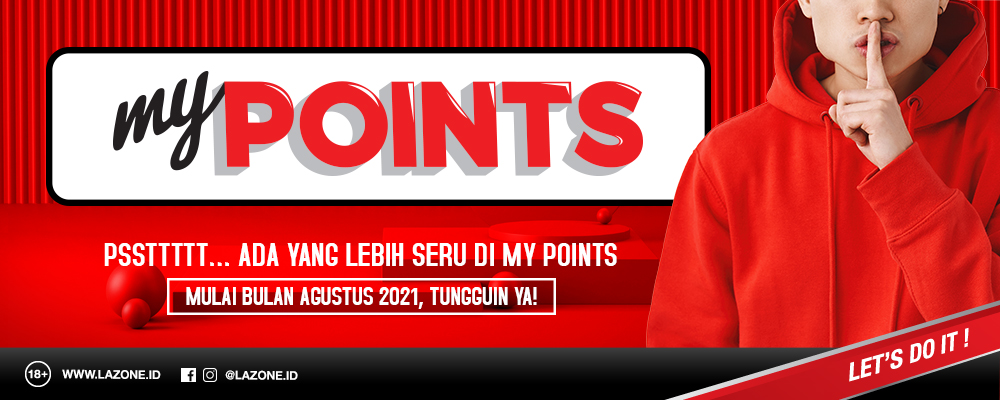 my POINTS
PSSTTTTT... ADA YANG LEBIH SERU DI MY POINTS
MULAI BULAN AGUSTUS 2021, TUNGGUIN YA!
18+ WWW.LAZONE.ID @LAZONE.ID
LET'S DO IT !